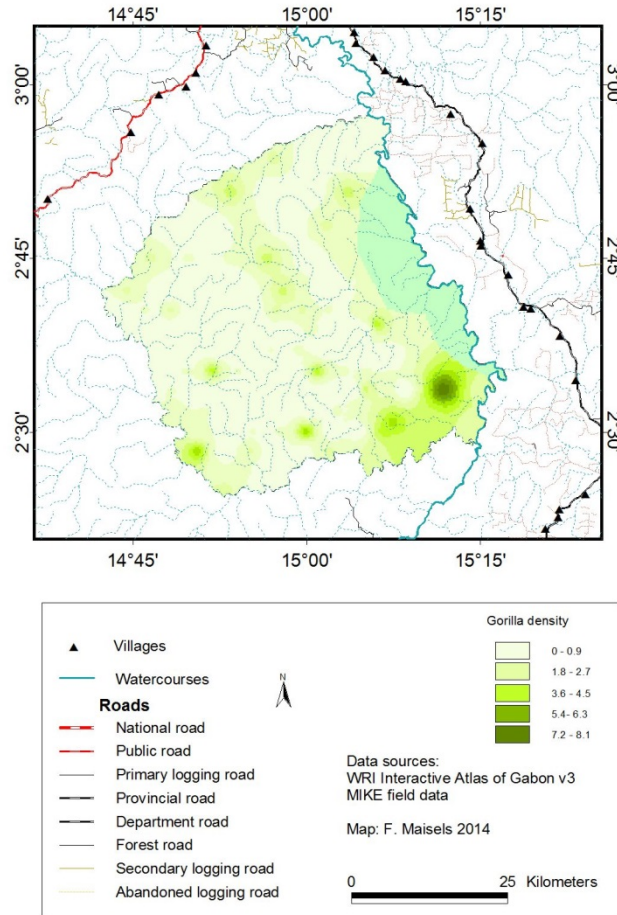 14°45' 15°00' 15°15'
3°00' 3°00'
2°45' 2°45'
2°30' 2°30'
14°45' 15°00' 15°15'
Villages
Watercourses
Roads
National road
Public road
Primary logging road
Provincial road
Department road
Forest road
Secondary logging road
Abandoned logging road
N
Gorilla density
0 - 0.9
1.8 - 2.7
3.6 - 4.5
5.4- 6.3
7.2 - 8.1
Data sources:
WRI Interactive Atlas of Gabon v3
MIKE field data
Map: F. Maisels 2014
0 25 Kilometers